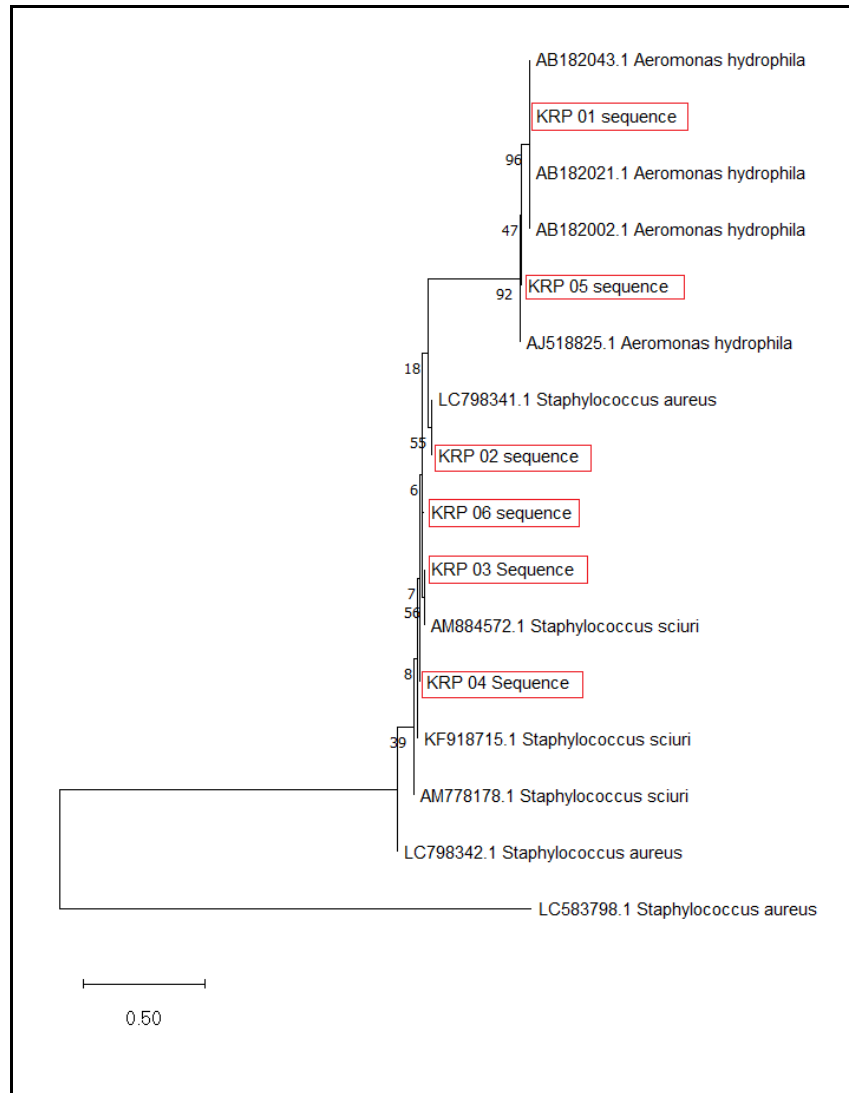 AB182043.1 Aeromonas hydrophila
KRP 01 sequence
96
AB182021.1 Aeromonas hydrophila
47
AB182002.1 Aeromonas hydrophila
KRP 05 sequence
92
AJ518825.1 Aeromonas hydrophila
18
LC798341.1 Staphylococcus aureus
55
KRP 02 sequence
6
KRP 06 sequence
KRP 03 Sequence
7
56
AM884572.1 Staphylococcus sciuri
8
KRP 04 Sequence
39
KF918715.1 Staphylococcus sciuri
AM778178.1 Staphylococcus sciuri
LC798342.1 Staphylococcus aureus
LC583798.1 Staphylococcus aureus
0.50